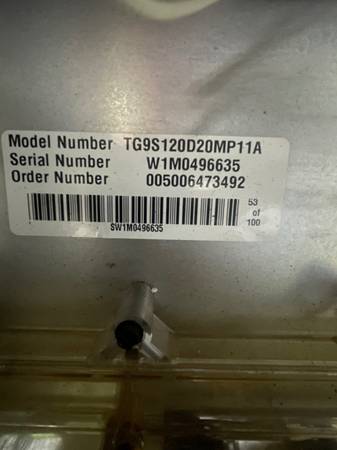 Model Number TG9S120D20MP11A
Serial Number W1M0496635
Order Number 005006473492
53
of
100
SW1M0496635